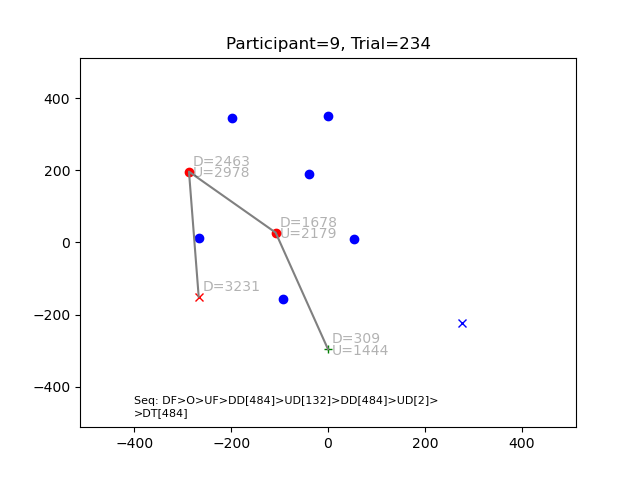 Participant=9, Trial=234
400
200
0
−200
−400
−400
−200
0
200
400
D=2463
U=2978
D=1678
U=2179
D=3231
D=309
U=1444
Seq: DF>O>UF>DD[484]>UD[132]>DD[484]>UD[2]>
>DT[484]